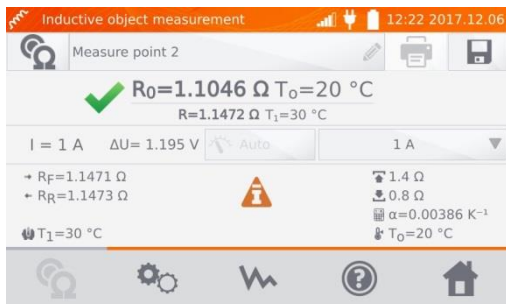 Inductive object measurement 12:22 2017.12.06
Measure point 2
R0=1.1046 Ω To=20 °C
R=1.1472 Ω T1=30 °C
I = 1 A ΔU= 1.195 V Auto 1 A
RF=1.1471 Ω 1.4 Ω
RR=1.1473 Ω 0.8 Ω
α=0.00386 K⁻¹
T1=30 °C To=20 °C